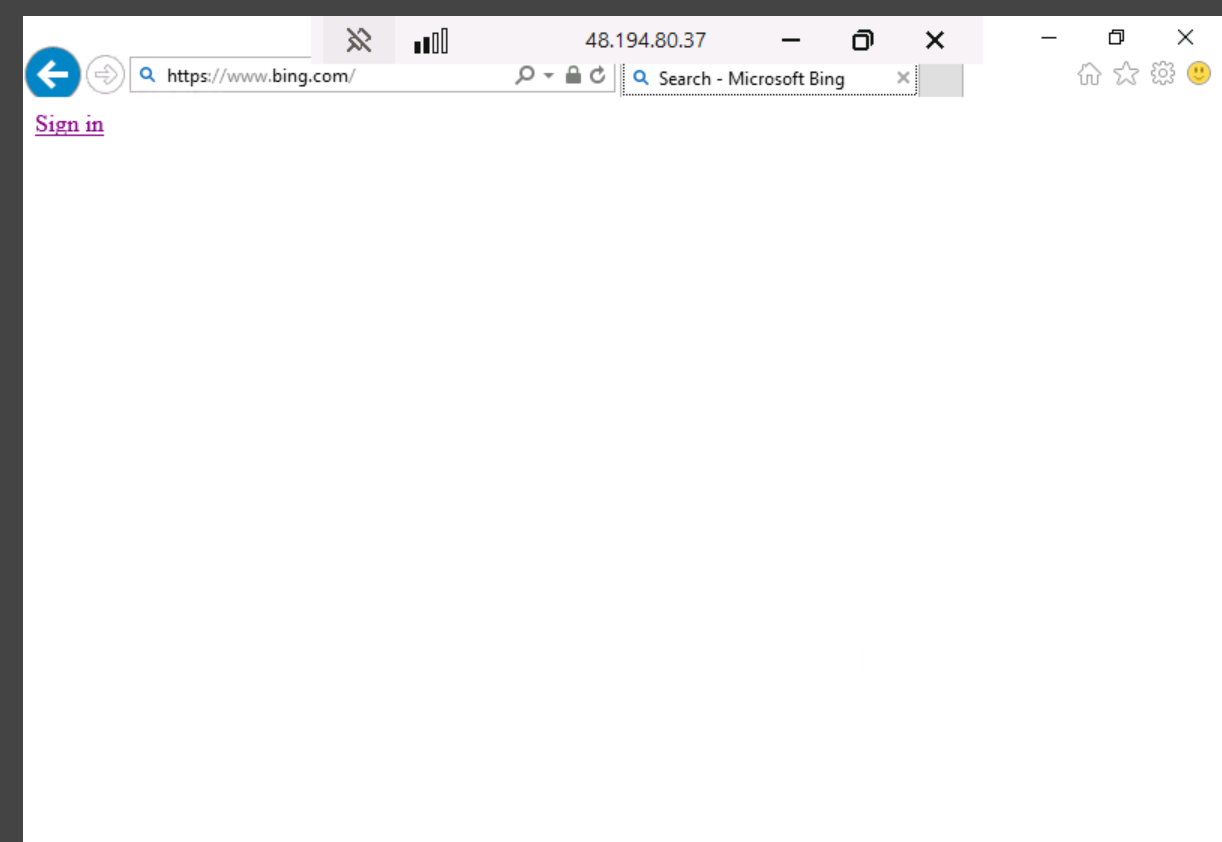 48.194.80.37
https://www.bing.com/
Search - Microsoft Bing
Sign in